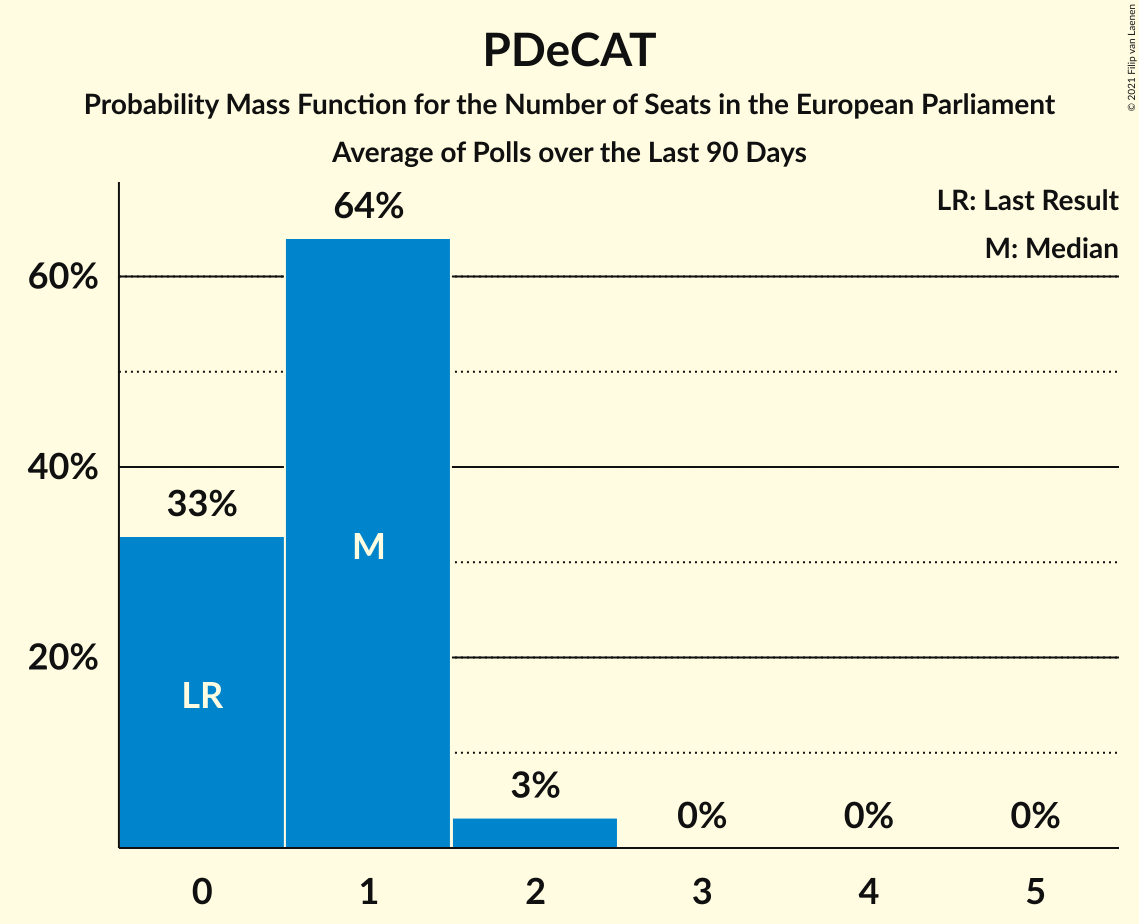 PDeCAT
Probability Mass Function for the Number of Seats in the European Parliament
Average of Polls over the Last 90 Days
© 2021 Filip van Laenen
LR: Last Result
M: Median
64%
60%
40%
33%
M
20%
LR
3%
0%
0%
0%
0 1 2 3 4 5